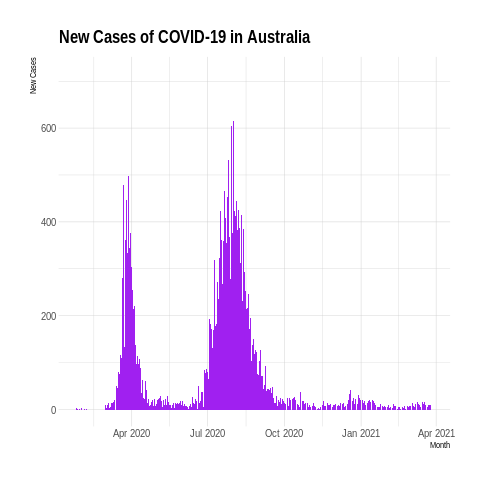 New Cases of COVID-19 in Australia
New Cases
600
400
200
0
Apr 2020 Jul 2020 Oct 2020 Jan 2021 Apr 2021
Month